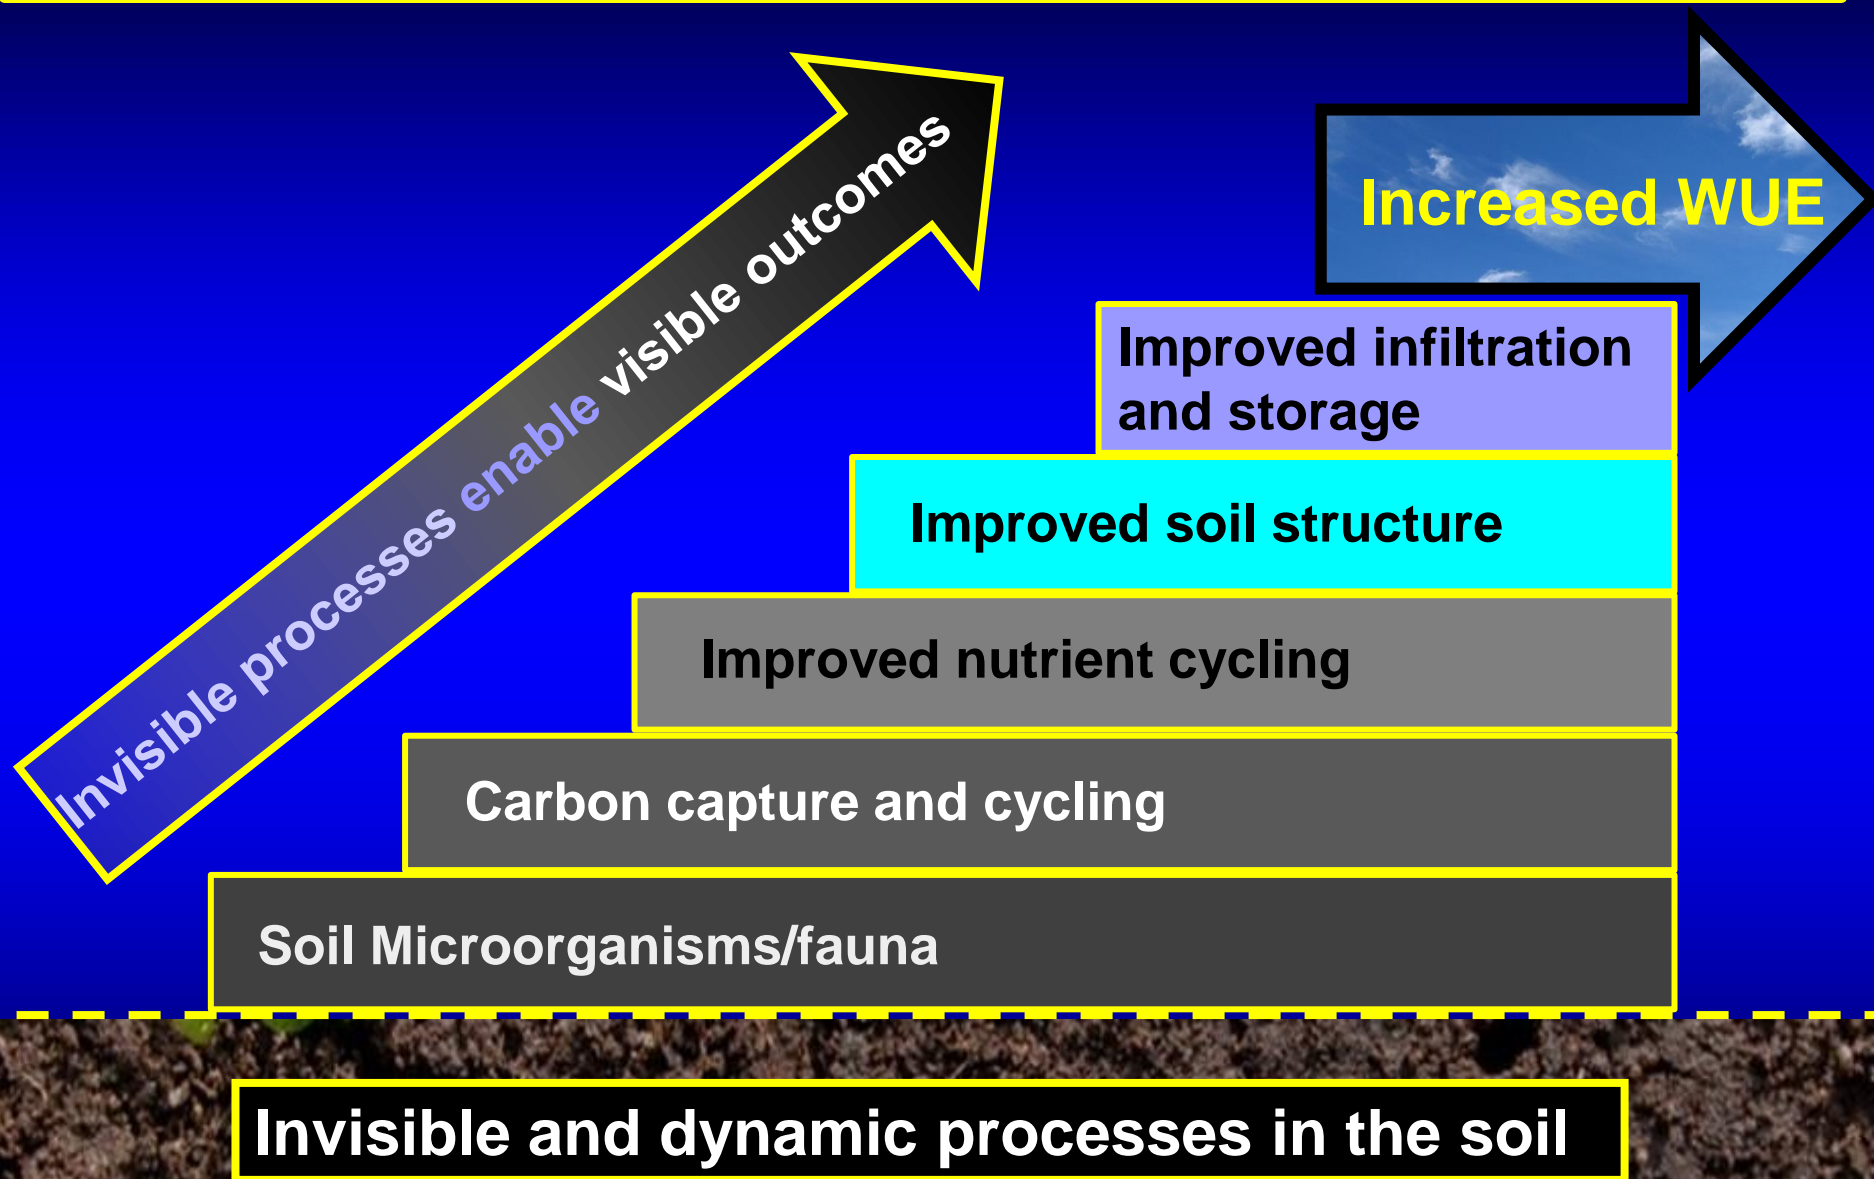 Invisible processes enable visible outcomes
Increased WUE
Improved infiltration
and storage
Improved soil structure
Improved nutrient cycling
Carbon capture and cycling
Soil Microorganisms/fauna
Invisible and dynamic processes in the soil